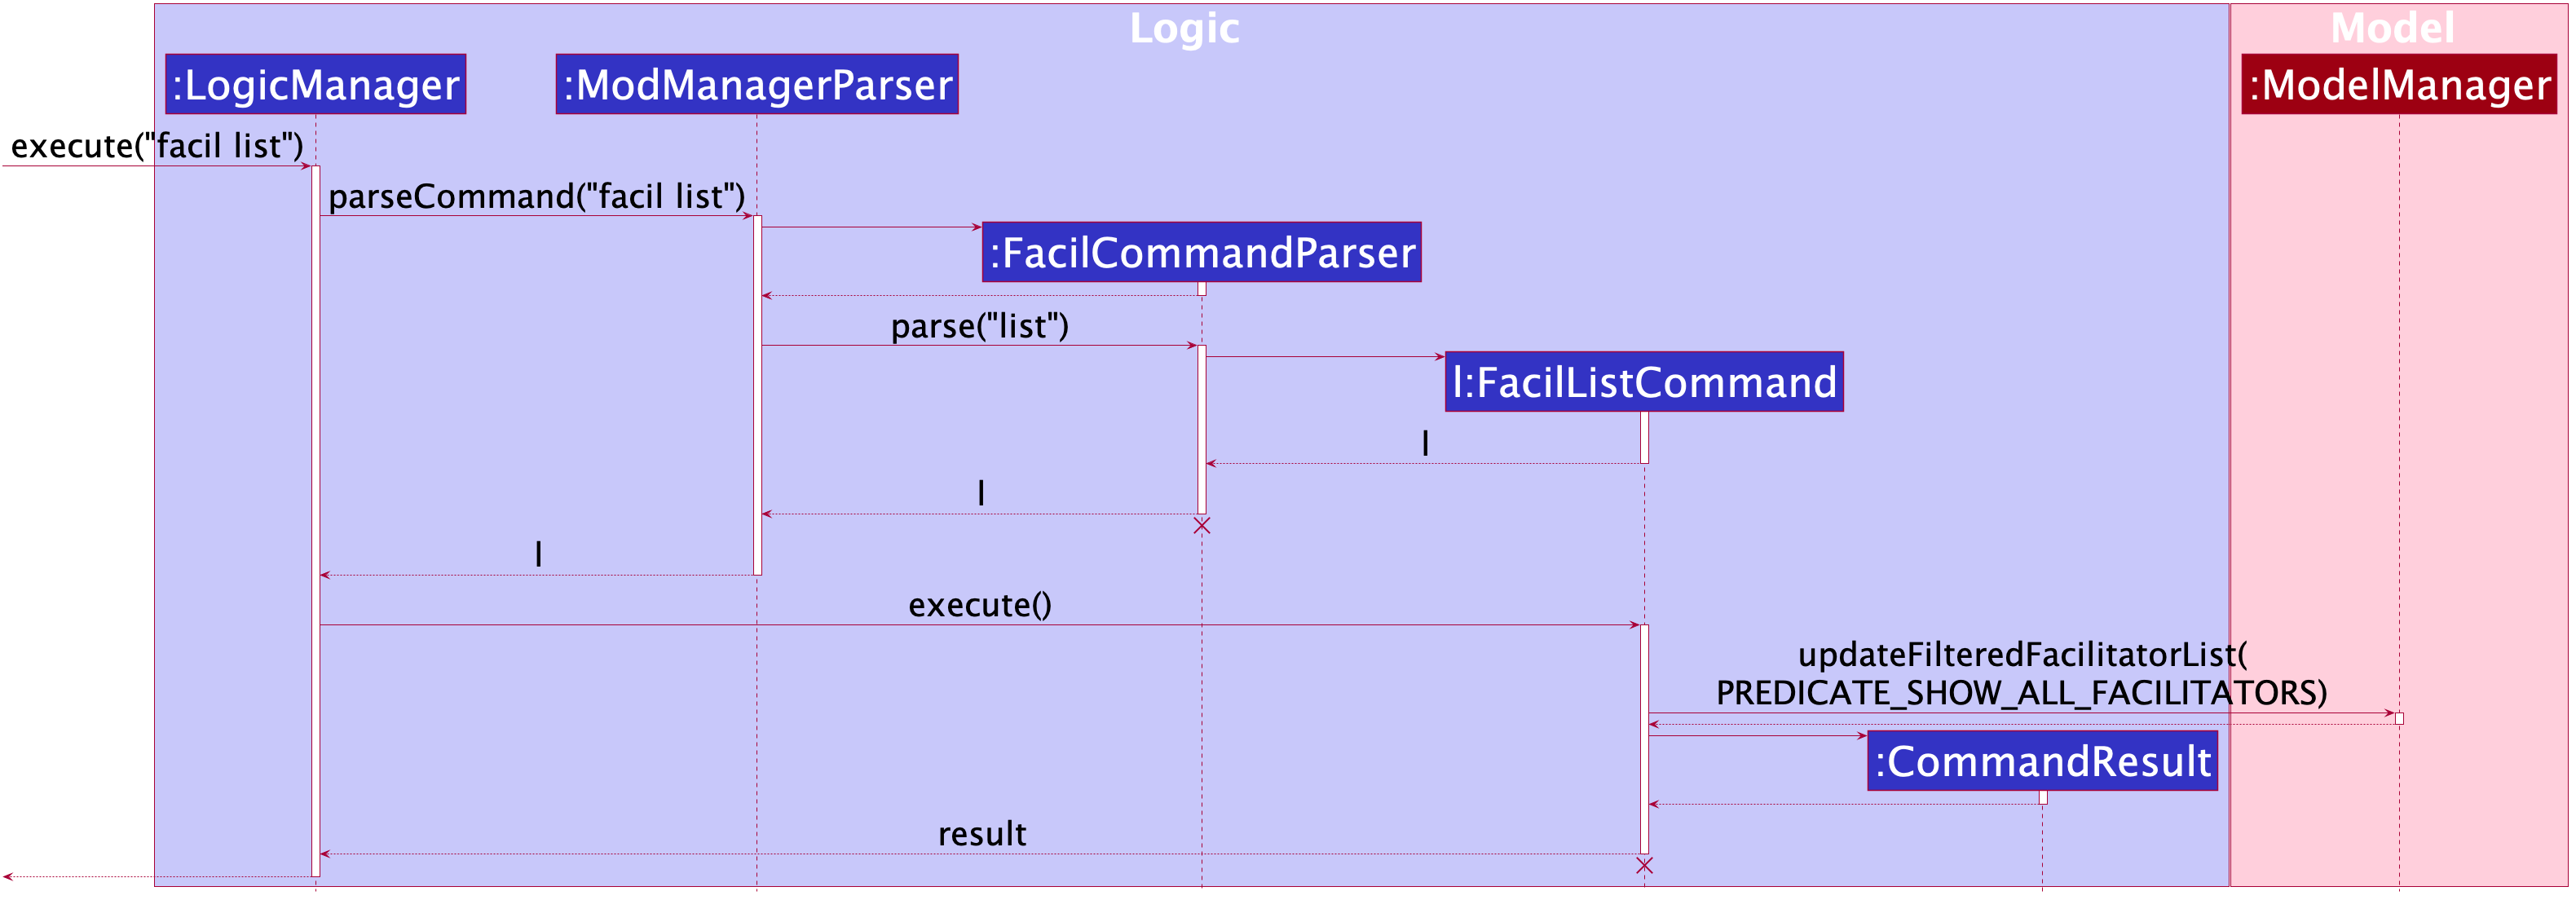 Logic
Model
:LogicManager
:ModManagerParser
:ModelManager
execute("facil list")
parseCommand("facil list")
:FacilCommandParser
parse("list")
l:FacilListCommand
l
l
l
execute()
updateFilteredFacilitatorList(
PREDICATE_SHOW_ALL_FACILITATORS)
:CommandResult
result